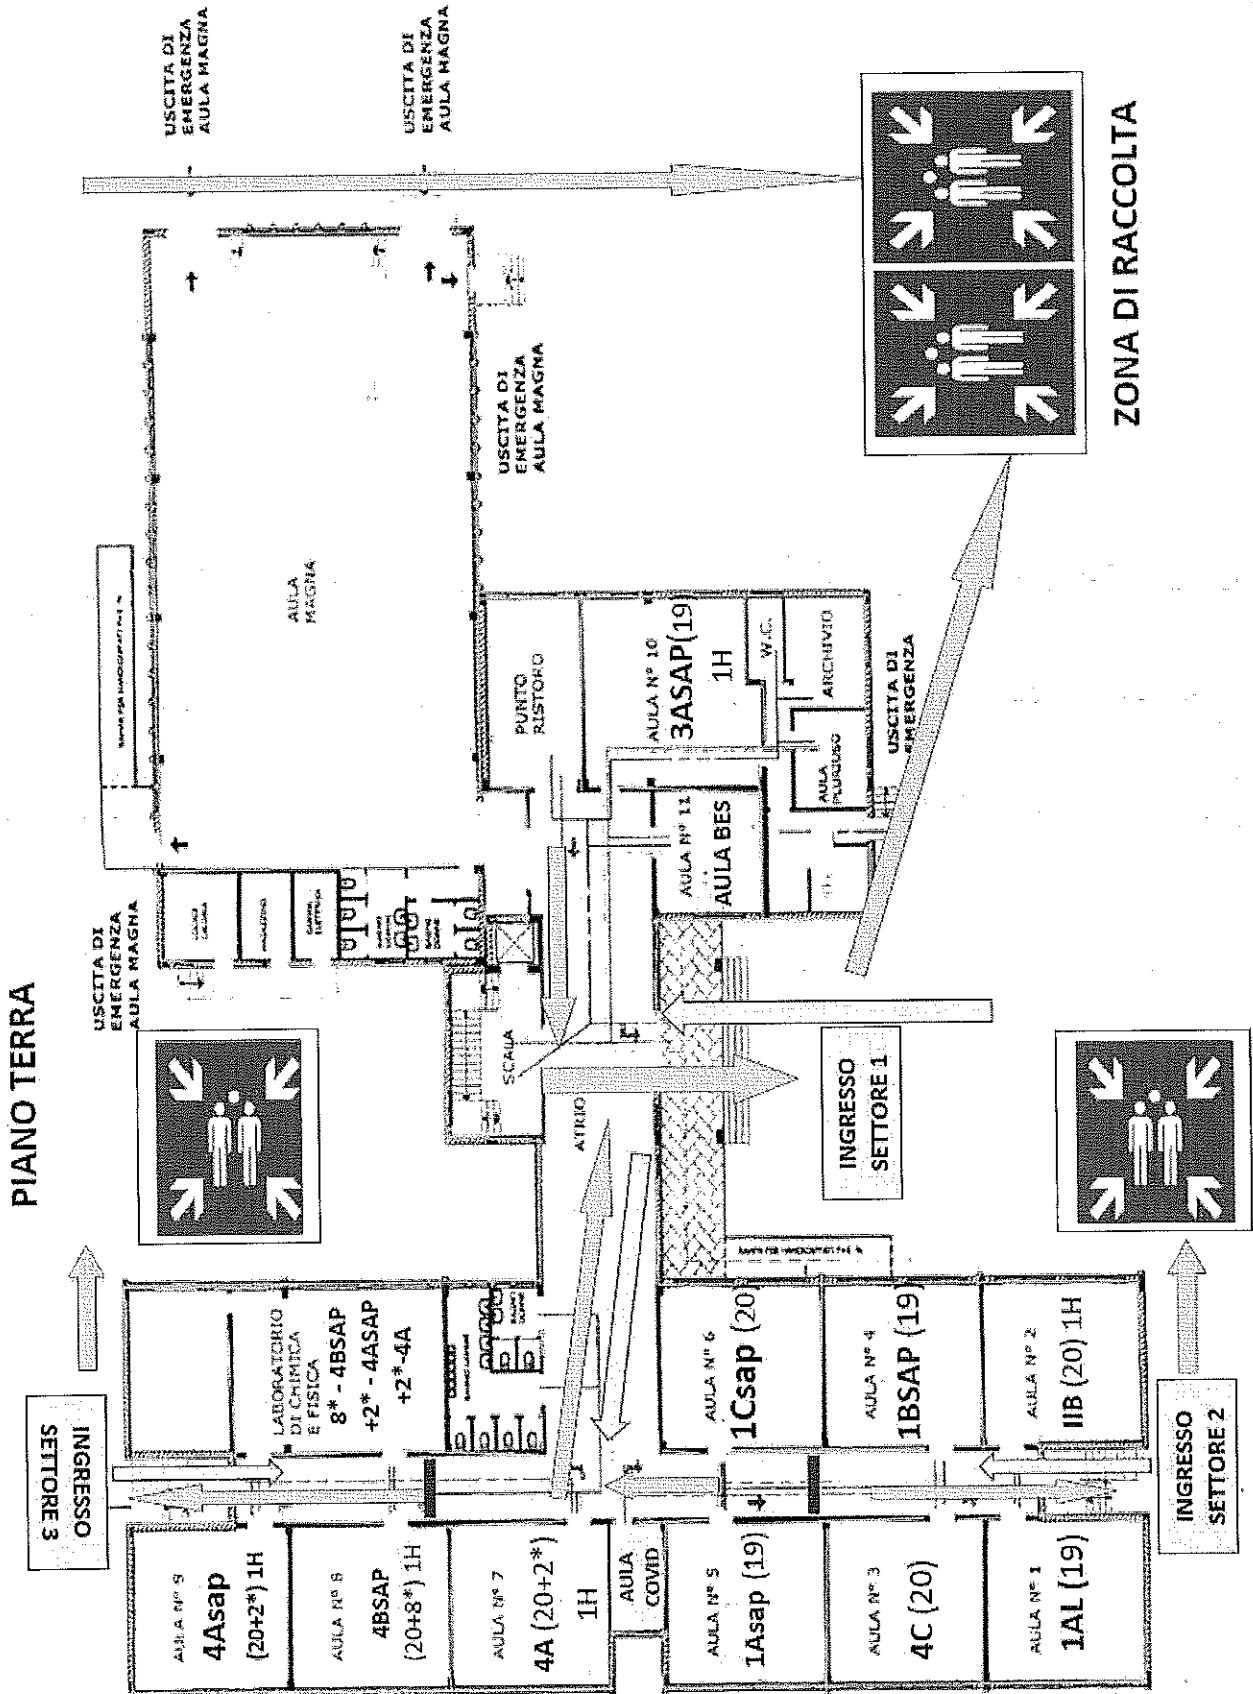 PIANO TERRA
USCITA DI
EMERGENZA
AULA MAGNA
USCITA DI
EMERGENZA
AULA MAGNA
USCITA DI
EMERGENZA
AULA MAGNA
USCITA DI
EMERGENZA
AULA MAGNA
AULA
MAGNA
MAGAZZINO
PUNTO
RISTORO
AULA N° 10
3ASAP(19)
1H
W.C.
ARCHIVIO
AULA
PLURIUSO
AULA N° 11
AULA BES
USCITA DI
EMERGENZA
ZONA DI RACCOLTA
SCALA
ATRIO
INGRESSO
SETTORE 1
INGRESSO
SETTORE 3
LABORATORIO
DI CHIMICA
E FISICA
8* - 4BSAP
+2* - 4ASAP
+2*-4A
AULA N° 9
4Asap
(20+2*) 1H
AULA N° 8
4BSAP
(20+8*) 1H
AULA N° 7
4A (20+2*)
1H
AULA
COVID
AULA N° 5
1Asap (19)
AULA N° 3
4C (20)
AULA N° 1
1AL (19)
AULA N° 6
1Csap (20)
AULA N° 4
1BSAP (19)
AULA N° 2
IIB (20) 1H
INGRESSO
SETTORE 2